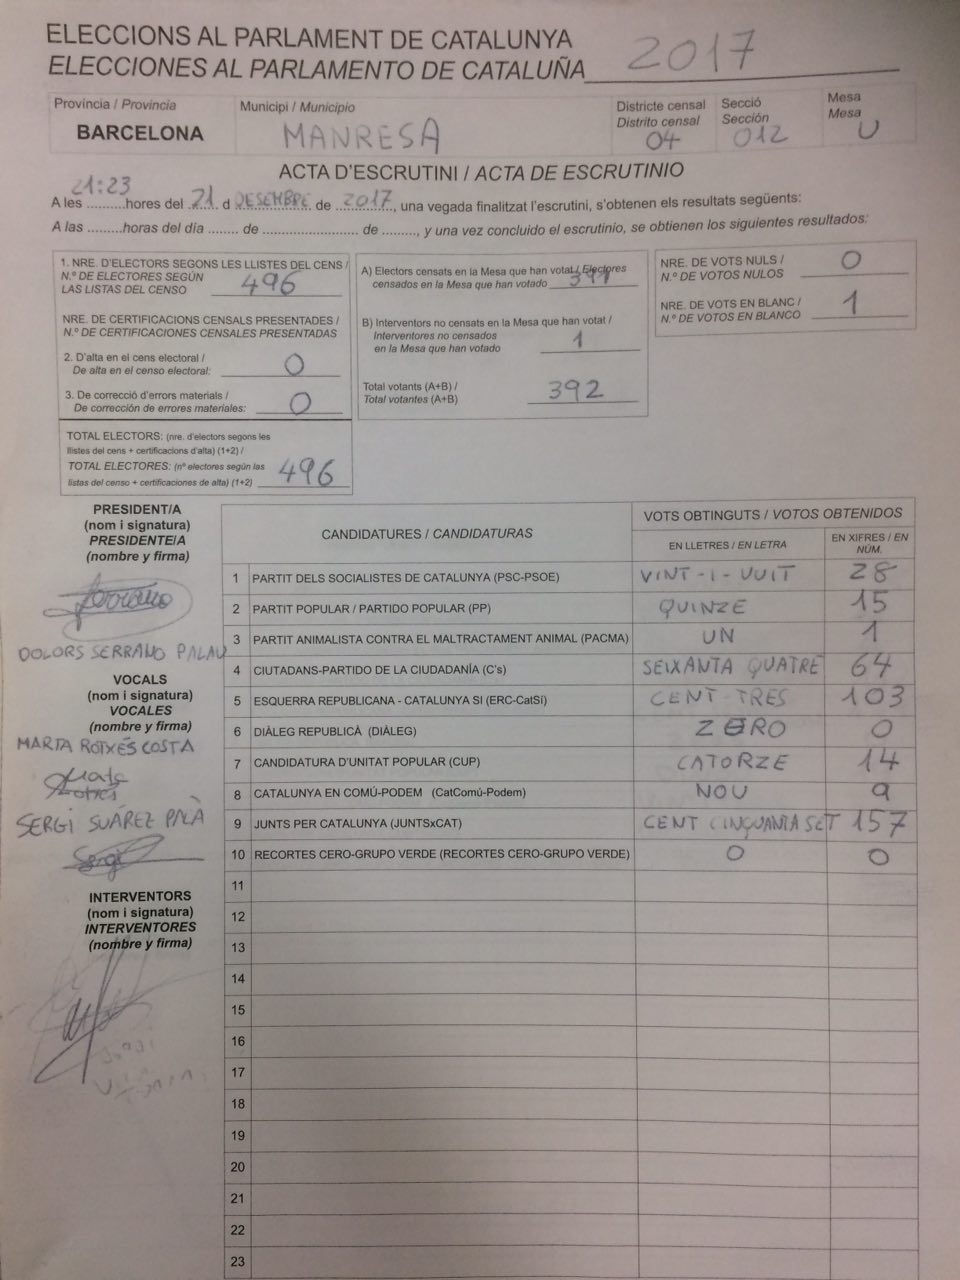 ELECCIONS AL PARLAMENT DE CATALUNYA
ELECCIONES AL PARLAMENTO DE CATALUÑA 2017
Província / Provincia
BARCELONA
Municipi / Municipio
MANRESA
Districte censal
Distrito censal
04
Secció
Sección
012
Mesa
Mesa
U
ACTA D'ESCRUTINI / ACTA DE ESCRUTINIO
21:23
A les ..........hores del 21 d DESEMBRE de 2017, una vegada finalitzat l'escrutini, s'obtenen els resultats següents:
A las .........horas del día ........ de ......................... de ........., y una vez concluido el escrutinio, se obtienen los siguientes resultados:
1. NRE. D'ELECTORS SEGONS LES LLISTES DEL CENS /
N.º DE ELECTORES SEGÚN
LAS LISTAS DEL CENSO 496
NRE. DE CERTIFICACIONS CENSALS PRESENTADES /
N.º DE CERTIFICACIONES CENSALES PRESENTADAS
2. D'alta en el cens electoral /
De alta en el censo electoral: 0
3. De correcció d'errors materials /
De corrección de errores materiales: 0
TOTAL ELECTORS: (nre. d'electors segons les
llistes del cens + certificacions d'alta) (1+2) /
TOTAL ELECTORES: (nº electores según las
listas del censo + certificaciones de alta) (1+2) 496
A) Electors censats en la Mesa que han votat / Electores
censados en la Mesa que han votado 391
B) Interventors no censats en la Mesa que han votat /
Interventores no censados
en la Mesa que han votado 1
Total votants (A+B) /
Total votantes (A+B) 392
NRE. DE VOTS NULS /
N.º DE VOTOS NULOS 0
NRE. DE VOTS EN BLANC /
N.º DE VOTOS EN BLANCO 1
PRESIDENT/A
(nom i signatura)
PRESIDENTE/A
(nombre y firma)
Serrano
DOLORS SERRANO PALAU
VOCALS
(nom i signatura)
VOCALES
(nombre y firma)
MARTA ROTXÉS COSTA
Marta
Rotxés
SERGI SUÁREZ PALÀ
Sergi
INTERVENTORS
(nom i signatura)
INTERVENTORES
(nombre y firma)
CANDIDATURES / CANDIDATURAS
VOTS OBTINGUTS / VOTOS OBTENIDOS
EN LLETRES / EN LETRA
EN XIFRES / EN NÚM.
1 PARTIT DELS SOCIALISTES DE CATALUNYA (PSC-PSOE) VINT-I-VUIT 28
2 PARTIT POPULAR / PARTIDO POPULAR (PP) QUINZE 15
3 PARTIT ANIMALISTA CONTRA EL MALTRACTAMENT ANIMAL (PACMA) UN 1
4 CIUTADANS-PARTIDO DE LA CIUDADANÍA (C's) SEIXANTA QUATRE 64
5 ESQUERRA REPUBLICANA - CATALUNYA SI (ERC-CatSí) CENT TRES 103
6 DIÀLEG REPUBLICÀ (DIÀLEG) ZERO 0
7 CANDIDATURA D'UNITAT POPULAR (CUP) CATORZE 14
8 CATALUNYA EN COMÚ-PODEM (CatComú-Podem) NOU 9
9 JUNTS PER CATALUNYA (JUNTSxCAT) CENT CINQUANTA SET 157
10 RECORTES CERO-GRUPO VERDE (RECORTES CERO-GRUPO VERDE) 0 0
11
12
13
14
15
16
17
18
19
20
21
22
23